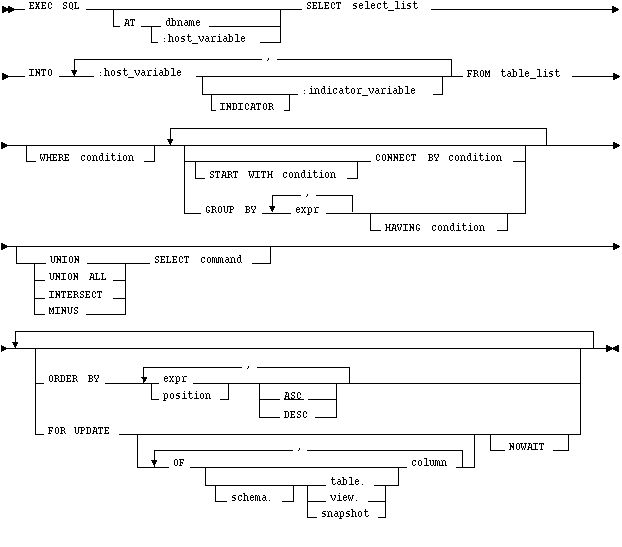 EXEC SQL SELECT select_list
AT dbname
:host_variable
,
INTO :host_variable FROM table_list
:indicator_variable
INDICATOR
WHERE condition CONNECT BY condition
START WITH condition
,
GROUP BY expr
HAVING condition
UNION SELECT command
UNION ALL
INTERSECT
MINUS
,
ORDER BY expr
position ASC
DESC
FOR UPDATE
NOWAIT
,
OF column
table.
schema. view.
snapshot